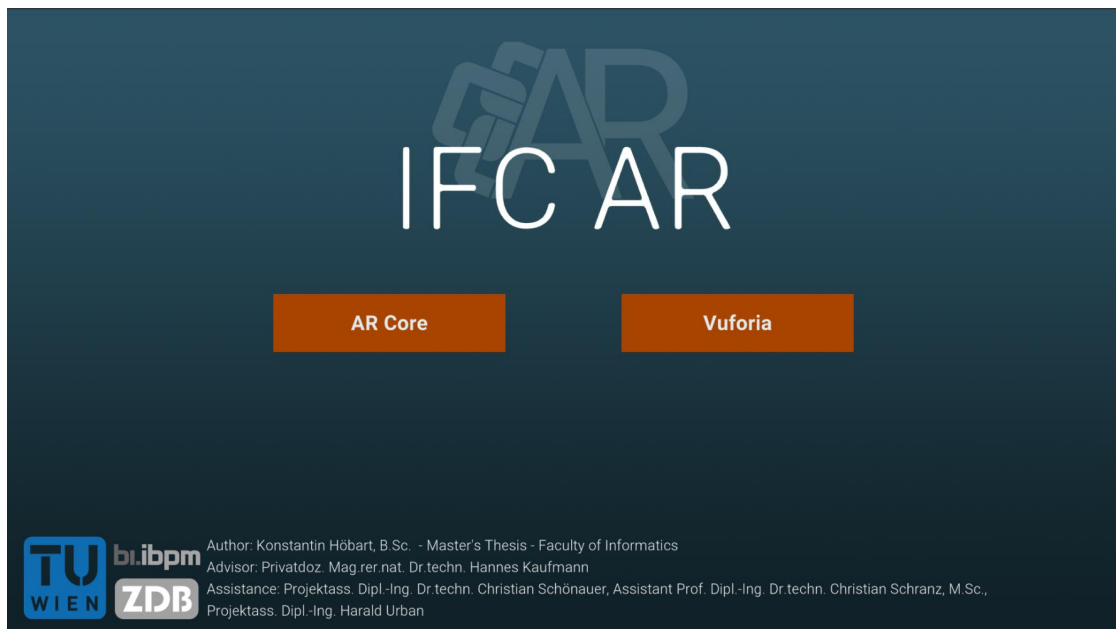 AR
IFC AR
AR Core
Vuforia
TU
WIEN
bi.ibpm
ZDB
Author: Konstantin Höbart, B.Sc. - Master's Thesis - Faculty of Informatics
Advisor: Privatdoz. Mag.rer.nat. Dr.techn. Hannes Kaufmann
Assistance: Projektass. Dipl.-Ing. Dr.techn. Christian Schönauer, Assistant Prof. Dipl.-Ing. Dr.techn. Christian Schranz, M.Sc.,
Projektass. Dipl.-Ing. Harald Urban